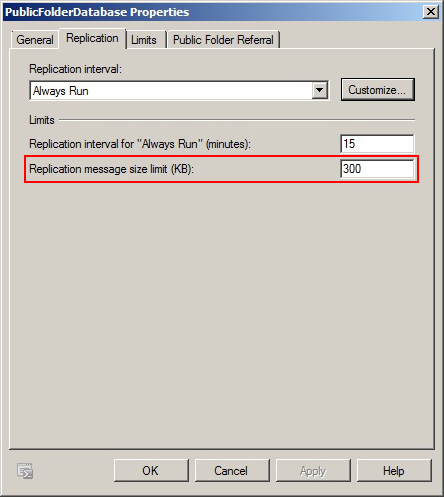 PublicFolderDatabase Properties
General Replication Limits Public Folder Referral
Replication interval:
Always Run Customize...
Limits
Replication interval for "Always Run" (minutes): 15
Replication message size limit (KB): 300
OK Cancel Apply Help